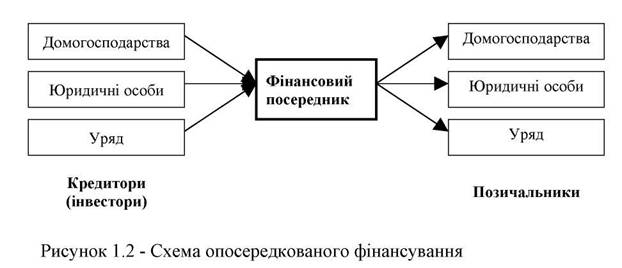 Домогосподарства
Юридичні особи
Уряд
Кредитори
(інвестори)
Фінансовий
посередник
Домогосподарства
Юридичні особи
Уряд
Позичальники
Рисунок 1.2 - Схема опосередкованого фінансування